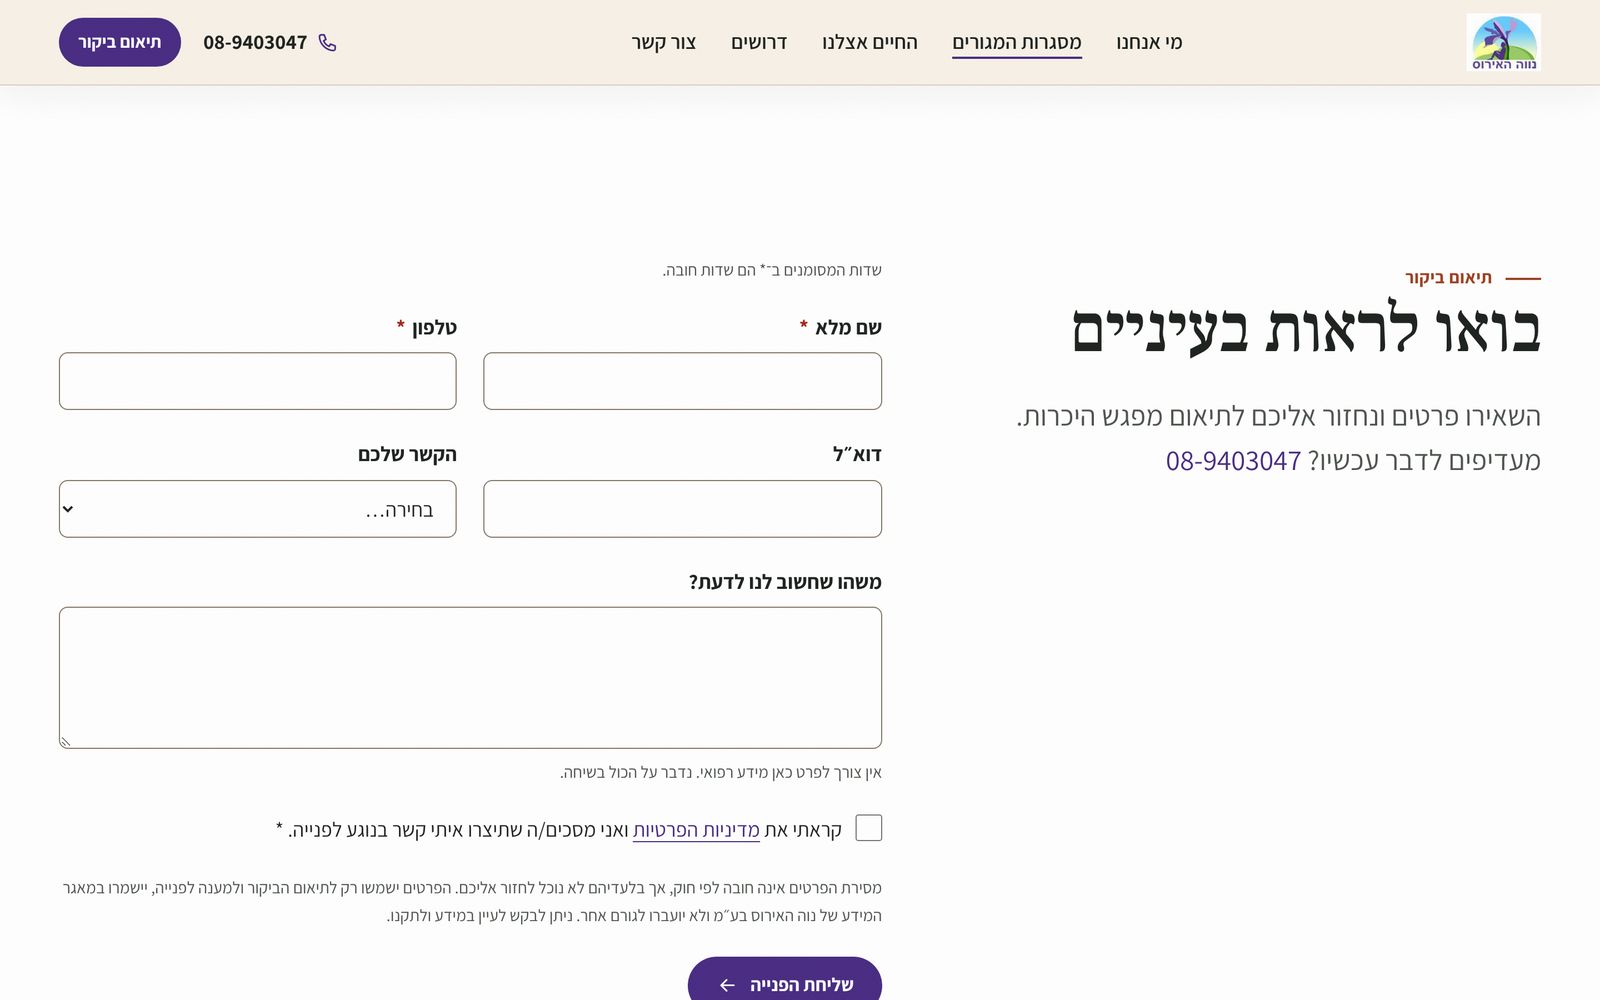 נווה האירוס
מי אנחנו
מסגרות המגורים
החיים אצלנו
דרושים
צור קשר
08-9403047
תיאום ביקור
תיאום ביקור
בואו לראות בעיניים
השאירו פרטים ונחזור אליכם לתיאום מפגש היכרות.
מעדיפים לדבר עכשיו? 08-9403047
שדות המסומנים ב־* הם שדות חובה.
שם מלא *
טלפון *
דוא״ל
הקשר שלכם
בחירה...
משהו שחשוב לנו לדעת?
אין צורך לפרט כאן מידע רפואי. נדבר על הכול בשיחה.
קראתי את מדיניות הפרטיות ואני מסכים/ה שתיצרו איתי קשר בנוגע לפנייה. *
מסירת הפרטים אינה חובה לפי חוק, אך בלעדיהם לא נוכל לחזור אליכם. הפרטים ישמשו רק לתיאום הביקור ולמענה לפנייה, יישמרו במאגר
המידע של נוה האירוס בע״מ ולא יועברו לגורם אחר. ניתן לבקש לעיין במידע ולתקנו.
שליחת הפנייה ←